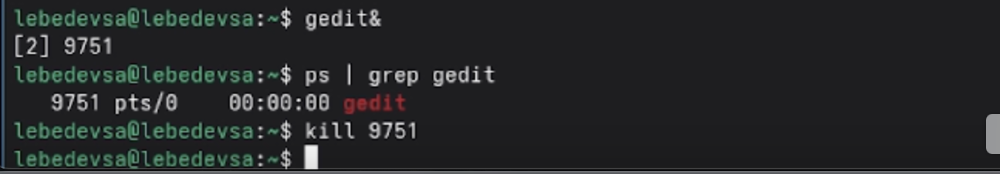 lebedevsa@lebedevsa:~$ gedit&
[2] 9751
lebedevsa@lebedevsa:~$ ps | grep gedit
   9751 pts/0    00:00:00 gedit
lebedevsa@lebedevsa:~$ kill 9751
lebedevsa@lebedevsa:~$